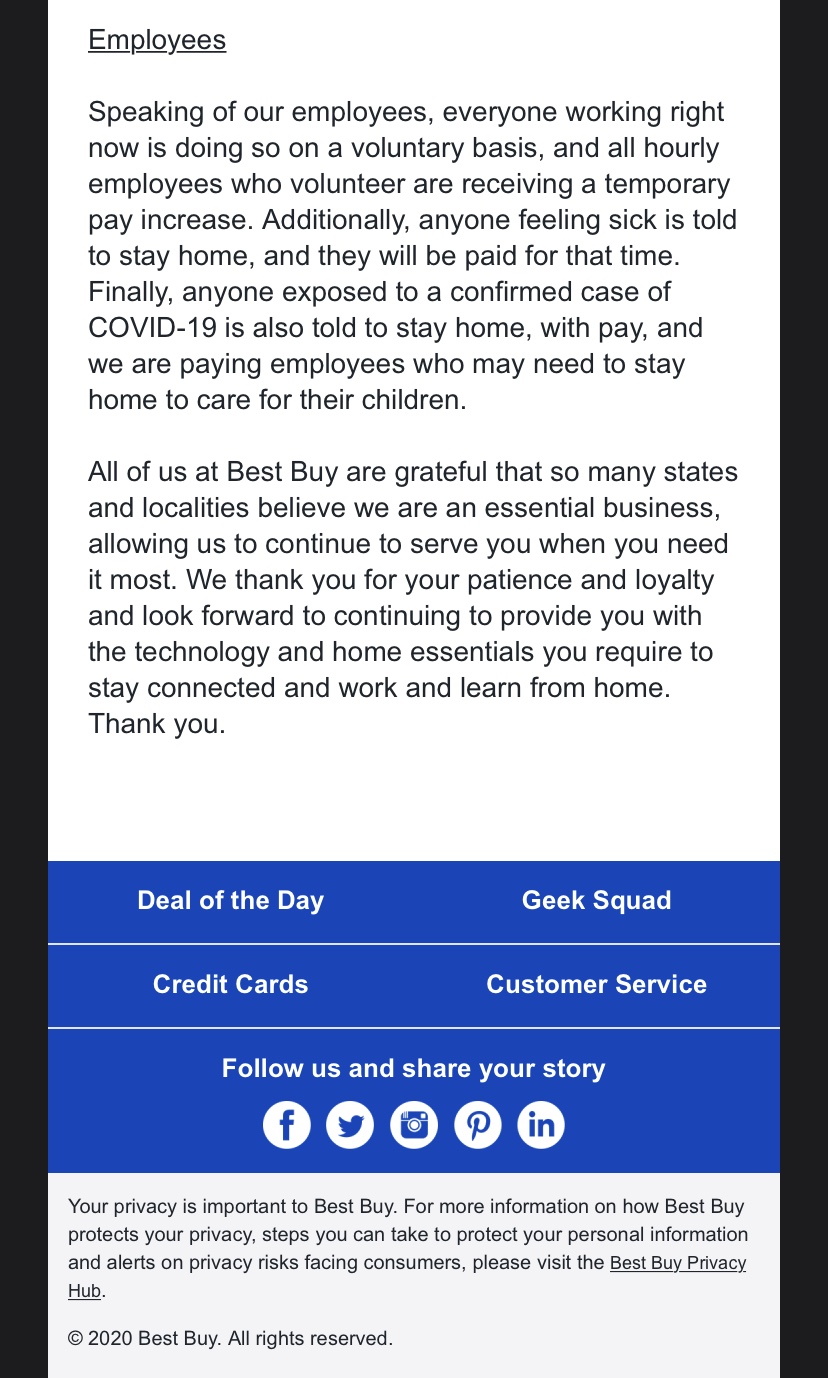 Employees
Speaking of our employees, everyone working right
now is doing so on a voluntary basis, and all hourly
employees who volunteer are receiving a temporary
pay increase. Additionally, anyone feeling sick is told
to stay home, and they will be paid for that time.
Finally, anyone exposed to a confirmed case of
COVID-19 is also told to stay home, with pay, and
we are paying employees who may need to stay
home to care for their children.
All of us at Best Buy are grateful that so many states
and localities believe we are an essential business,
allowing us to continue to serve you when you need
it most. We thank you for your patience and loyalty
and look forward to continuing to provide you with
the technology and home essentials you require to
stay connected and work and learn from home.
Thank you.
Deal of the Day
Geek Squad
Credit Cards
Customer Service
Follow us and share your story
Your privacy is important to Best Buy. For more information on how Best Buy
protects your privacy, steps you can take to protect your personal information
and alerts on privacy risks facing consumers, please visit the Best Buy Privacy
Hub.
© 2020 Best Buy. All rights reserved.